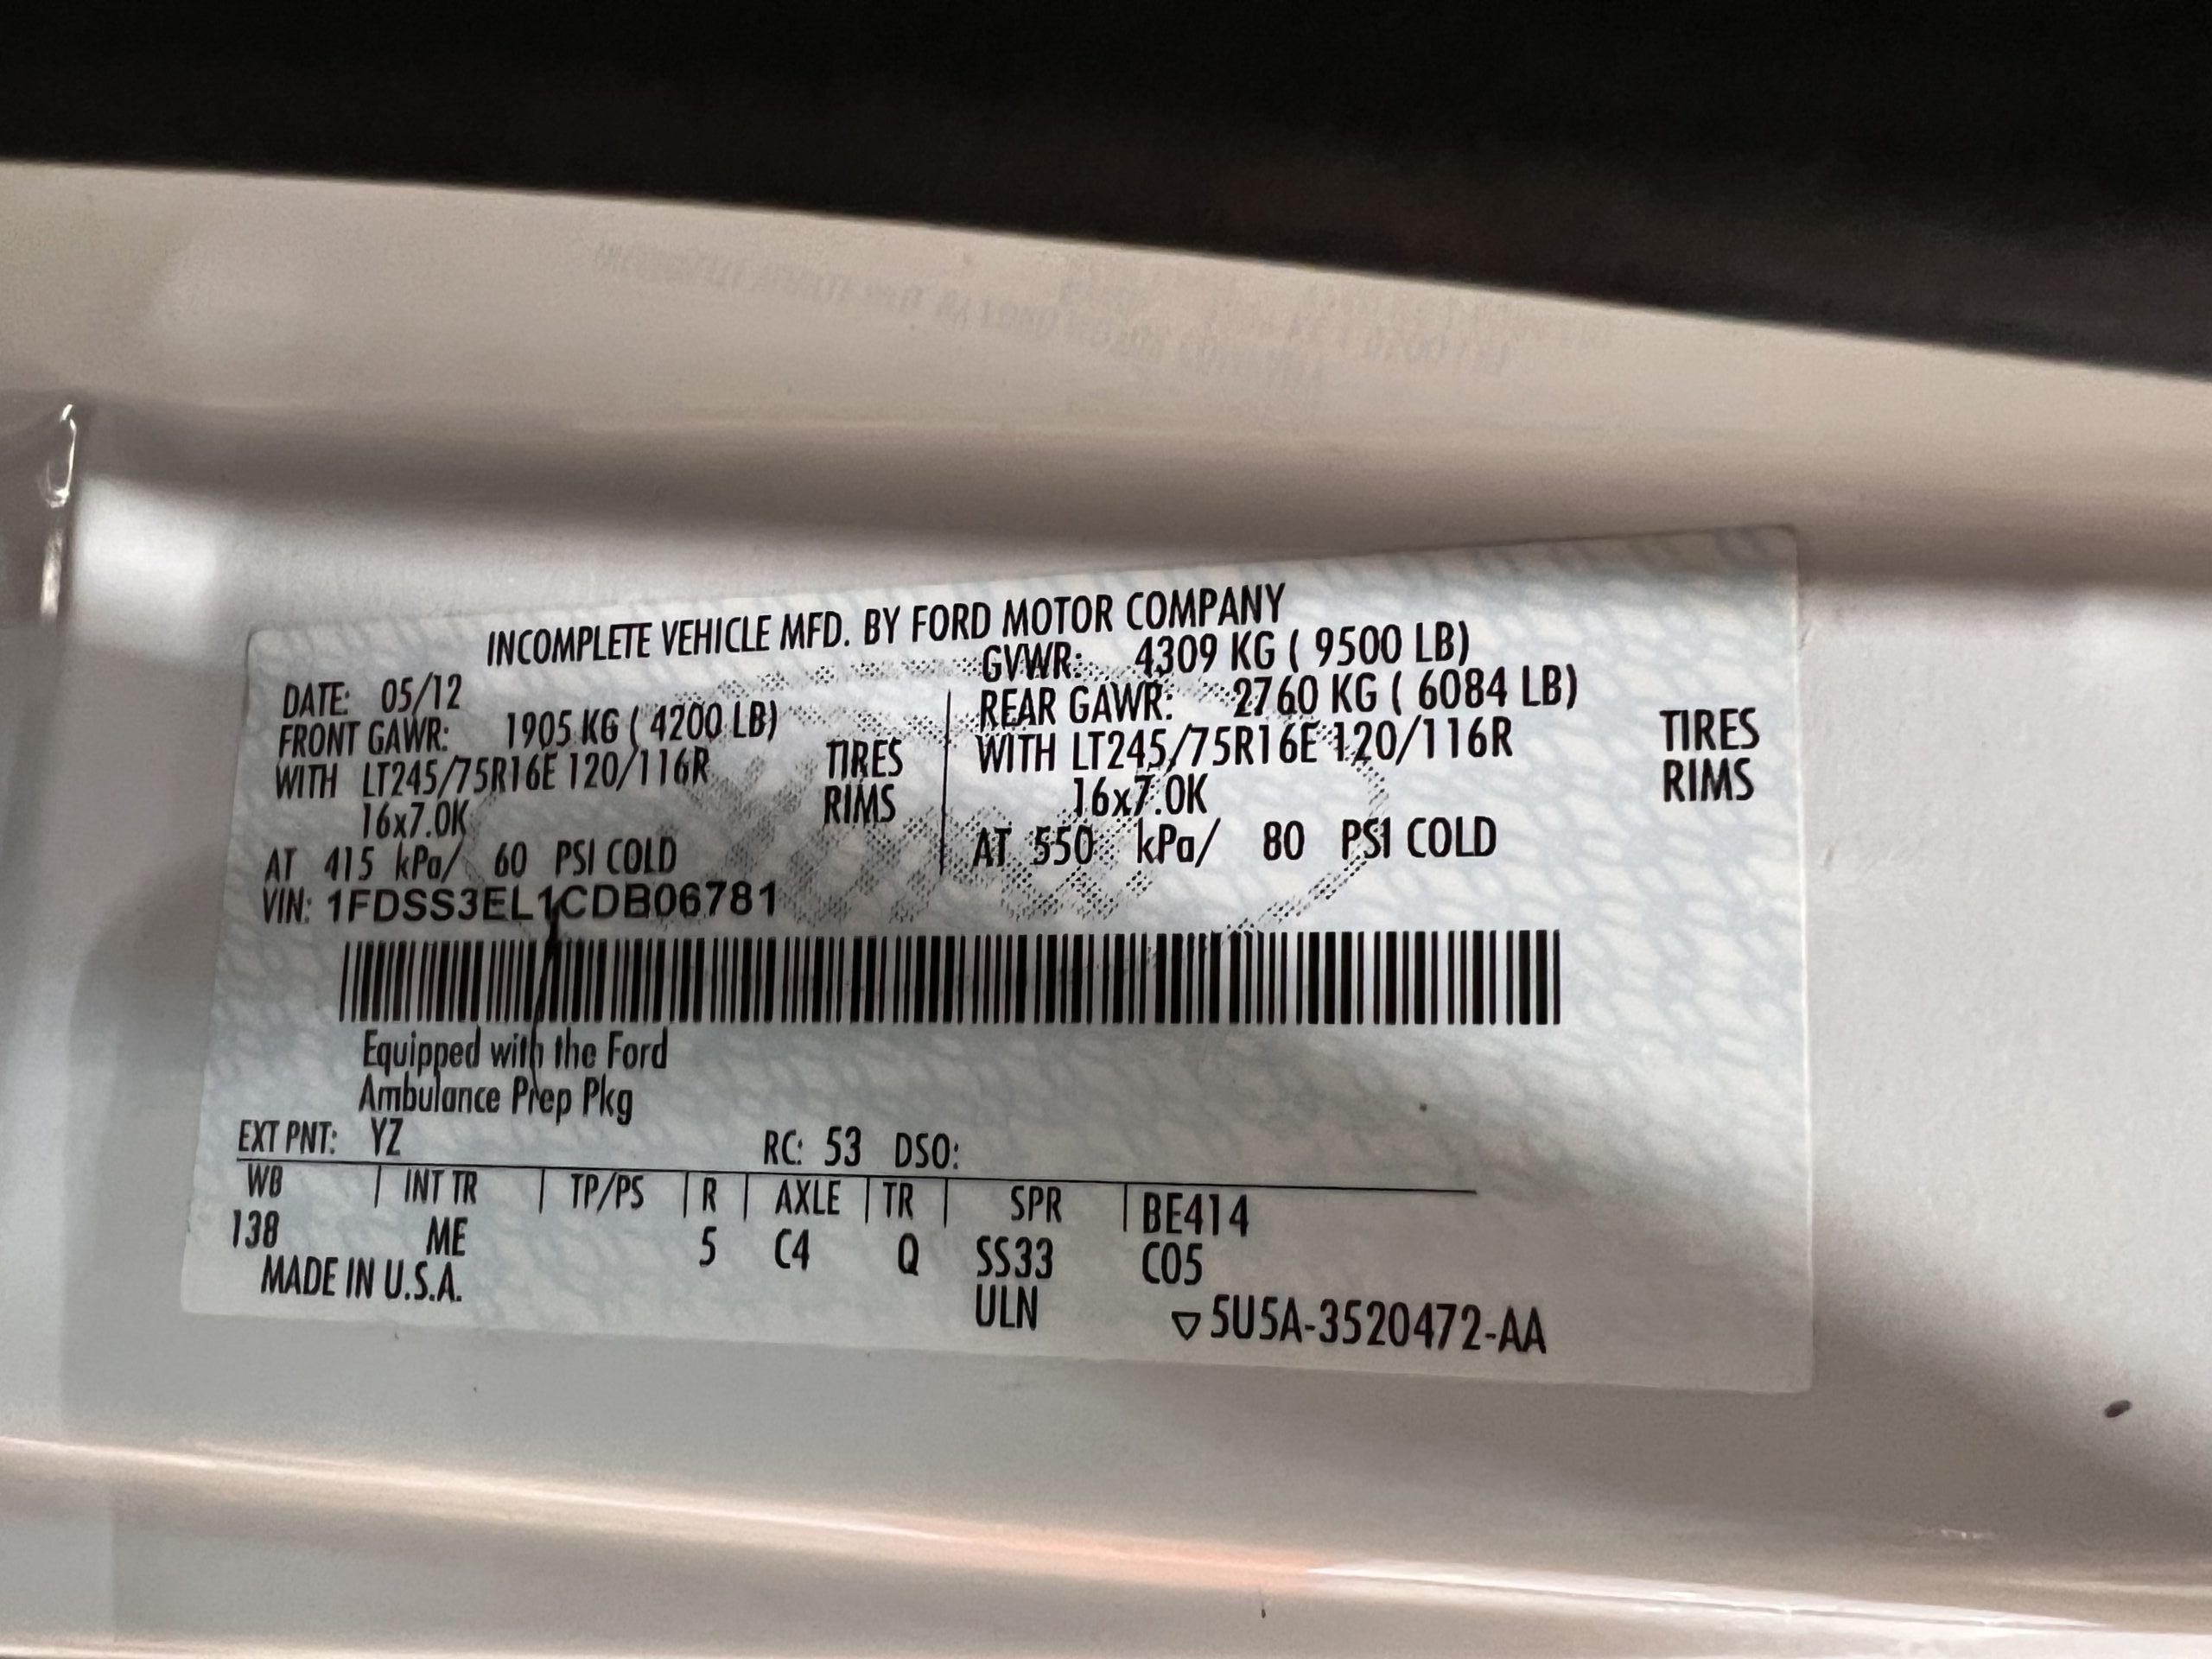 INCOMPLETE VEHICLE MFD. BY FORD MOTOR COMPANY
DATE: 05/12 GVWR: 4309 KG ( 9500 LB)
FRONT GAWR: 1905 KG ( 4200 LB) REAR GAWR: 2760 KG ( 6084 LB)
WITH LT245/75R16E 120/116R TIRES WITH LT245/75R16E 120/116R TIRES
16x7.0K RIMS 16x7.0K RIMS
AT 415 kPa/ 60 PSI COLD AT 550 kPa/ 80 PSI COLD
VIN: 1FDSS3EL1CDB06781
Equipped with the Ford
Ambulance Prep Pkg
EXT PNT: YZ RC: 53 DSO:
WB | INT TR | TP/PS | R | AXLE | TR | SPR | BE414
138 ME 5 C4 Q SS33 C05
MADE IN U.S.A. ULN ▽5U5A-3520472-AA